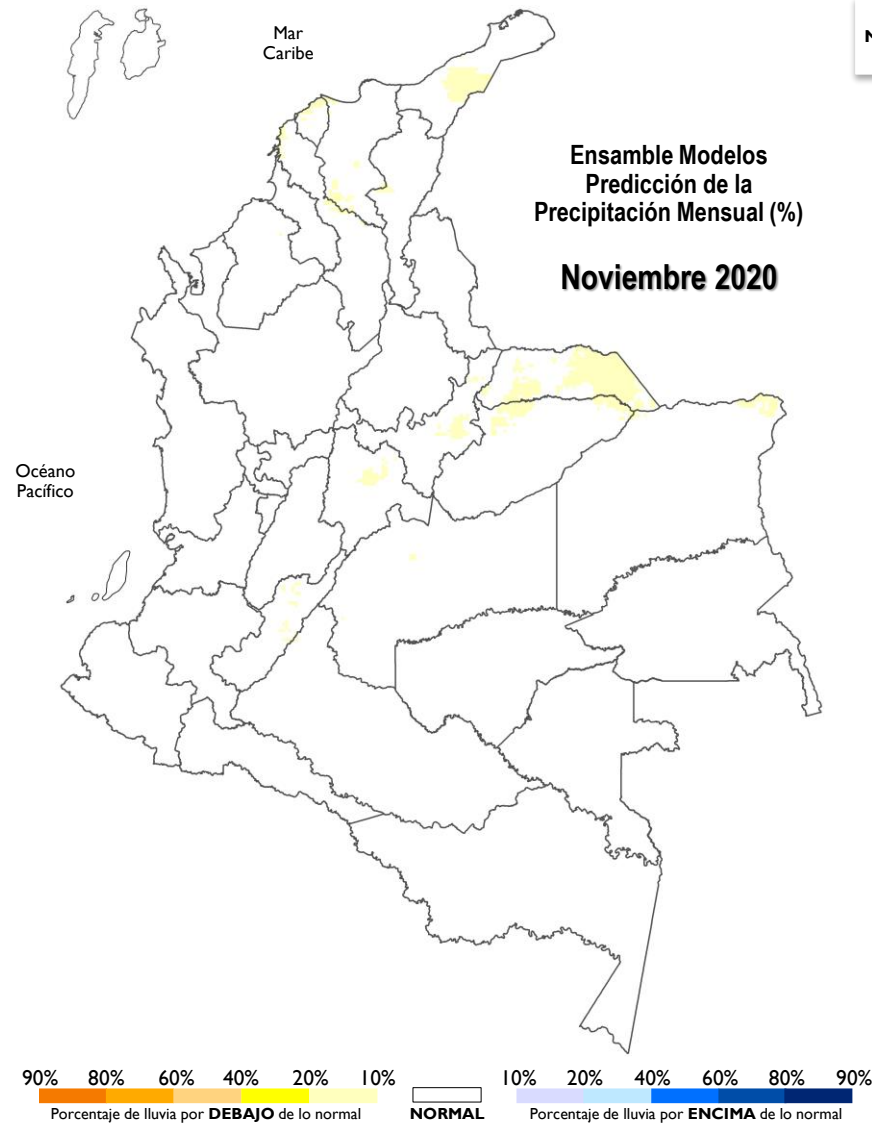 Mar
Caribe
Ensamble Modelos
Predicción de la
Precipitación Mensual (%)
Noviembre 2020
Océano
Pacífico
90% 80% 60% 40% 20% 10% 10% 20% 40% 60% 80% 90%
Porcentaje de lluvia por DEBAJO de lo normal NORMAL Porcentaje de lluvia por ENCIMA de lo normal